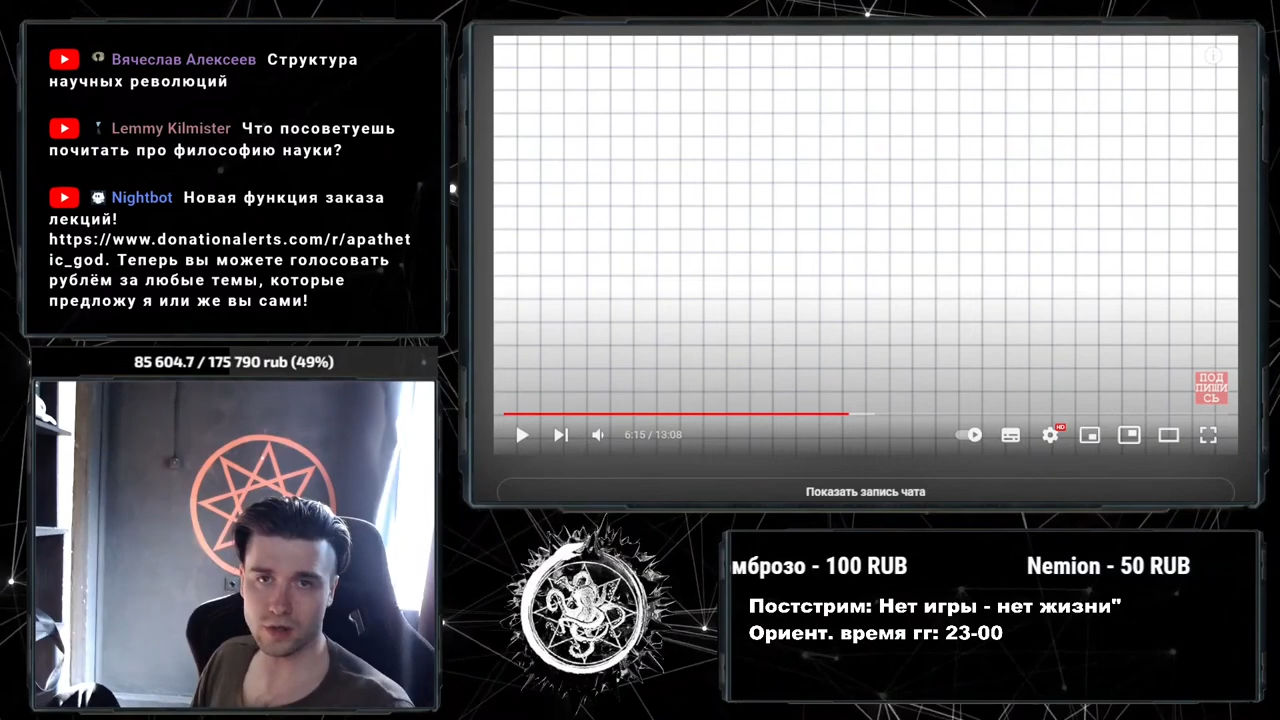 Вячеслав Алексеев Структура
научных революций
Lemmy Kilmister Что посоветуешь
почитать про философию науки?
Nightbot Новая функция заказа
лекций!
https://www.donationalerts.com/r/apathet
ic_god. Теперь вы можете голосовать
рублём за любые темы, которые
предложу я или же вы сами!
85 604.7 / 175 790 rub (49%)
ПОД
ПИШИ
СЬ
6:15 / 13:08
HD
Показать запись чата
мброзо - 100 RUB
Nemion - 50 RUB
Постстрим: Нет игры - нет жизни"
Ориент. время гг: 23-00